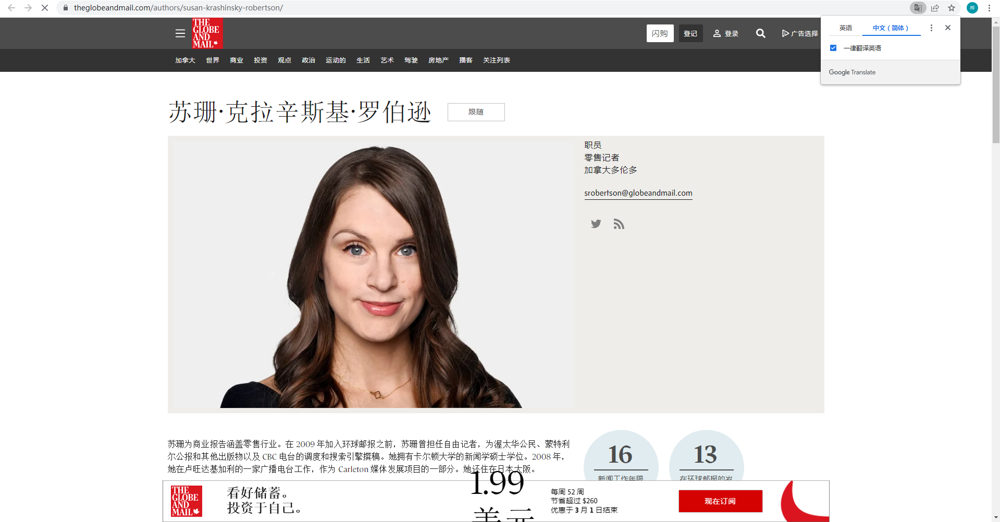 theglobeandmail.com/authors/susan-krashinsky-robertson/
桦
英语
中文（简体）
一律翻译英语
Google Translate
THE
GLOBE
AND
MAIL
闪购
登记
登录
广告选择
加拿大 世界 商业 投资 观点 政治 运动的 生活 艺术 驾驶 房地产 播客 关注列表
苏珊·克拉辛斯基·罗伯逊
跟随
职员
零售记者
加拿大多伦多
srobertson@globeandmail.com
苏珊为商业报告涵盖零售行业。在 2009 年加入环球邮报之前，苏珊曾担任自由记者，为渥太华公民、蒙特利
尔公报和其他出版物以及 CBC 电台的调度和搜索引擎撰稿。她拥有卡尔顿大学的新闻学硕士学位。2008 年，
她在卢旺达基加利的一家广播电台工作，作为 Carleton 媒体发展项目的一部分。她还住在日本大阪。
16
新闻工作年限
13
在环球邮报的岁
THE
GLOBE
AND
MAIL
看好储蓄。
投资于自己。
1.99
美元
每周 52 周
节省超过 $260
优惠于 3 月 1 日结束
现在订阅